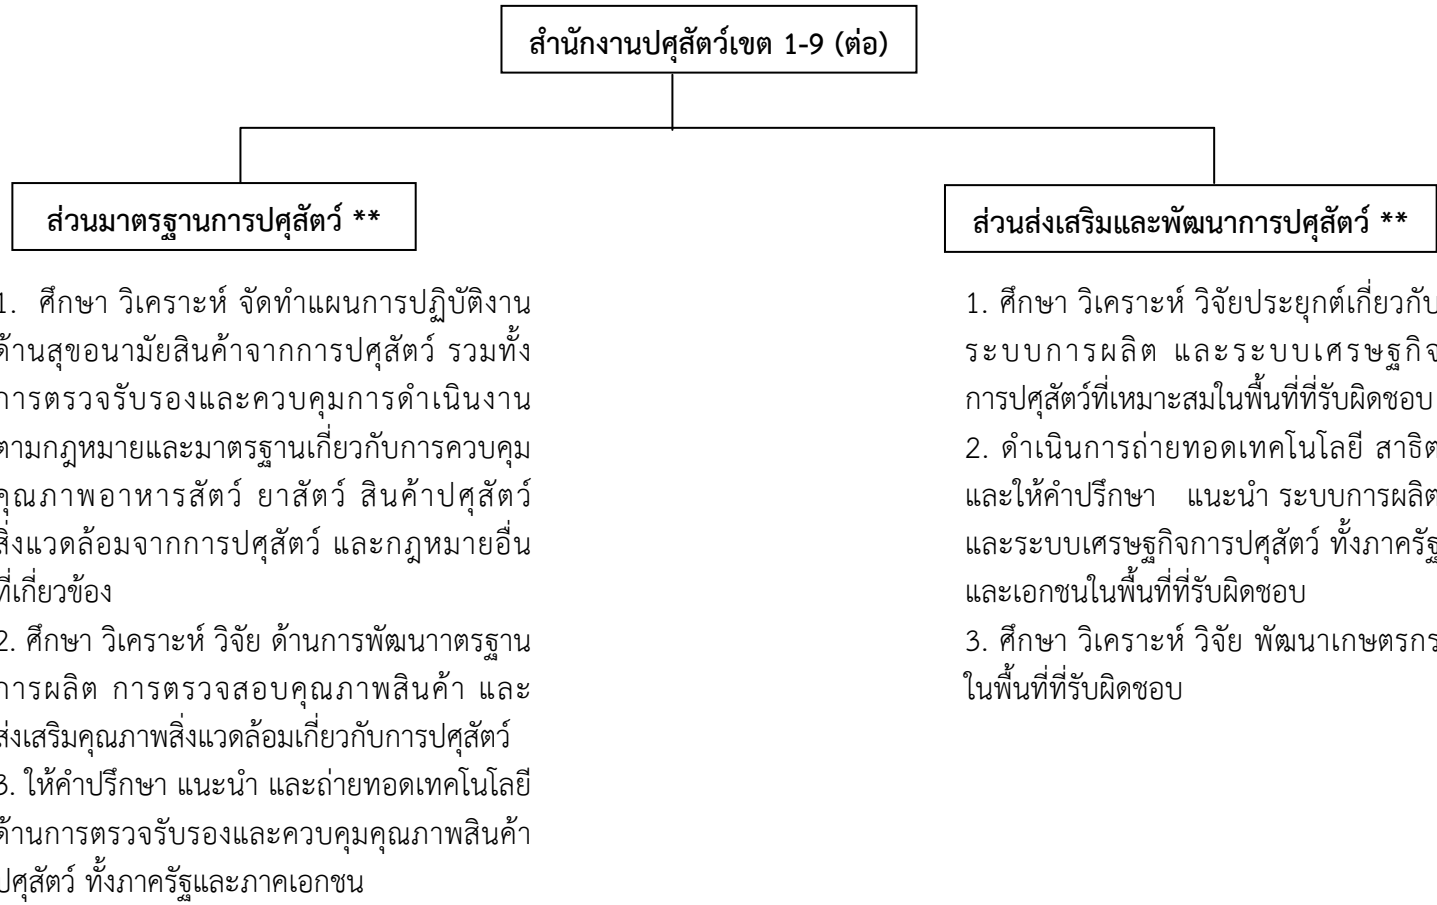 สำนักงานปศุสัตว์เขต 1-9 (ต่อ)
ส่วนมาตรฐานการปศุสัตว์ **
1. ศึกษา วิเคราะห์ จัดทำแผนการปฏิบัติงาน
ด้านสุขอนามัยสินค้าจากการปศุสัตว์ รวมทั้ง
การตรวจรับรองและควบคุมการดำเนินงาน
ตามกฎหมายและมาตรฐานเกี่ยวกับการควบคุม
คุณภาพอาหารสัตว์ ยาสัตว์ สินค้าปศุสัตว์
สิ่งแวดล้อมจากการปศุสัตว์ และกฎหมายอื่น
ที่เกี่ยวข้อง
2. ศึกษา วิเคราะห์ วิจัย ด้านการพัฒนาาตรฐาน
การผลิต การตรวจสอบคุณภาพสินค้า และ
ส่งเสริมคุณภาพสิ่งแวดล้อมเกี่ยวกับการปศุสัตว์
3. ให้คำปรึกษา แนะนำ และถ่ายทอดเทคโนโลยี
ด้านการตรวจรับรองและควบคุมคุณภาพสินค้า
ปศุสัตว์ ทั้งภาครัฐและภาคเอกชน
ส่วนส่งเสริมและพัฒนาการปศุสัตว์ **
1. ศึกษา วิเคราะห์ วิจัยประยุกต์เกี่ยวกับ
ระบบการผลิต และระบบเศรษฐกิจ
การปศุสัตว์ที่เหมาะสมในพื้นที่ที่รับผิดชอบ
2. ดำเนินการถ่ายทอดเทคโนโลยี สาธิต
และให้คำปรึกษา แนะนำ ระบบการผลิต
และระบบเศรษฐกิจการปศุสัตว์ ทั้งภาครัฐ
และเอกชนในพื้นที่ที่รับผิดชอบ
3. ศึกษา วิเคราะห์ วิจัย พัฒนาเกษตรกร
ในพื้นที่ที่รับผิดชอบ